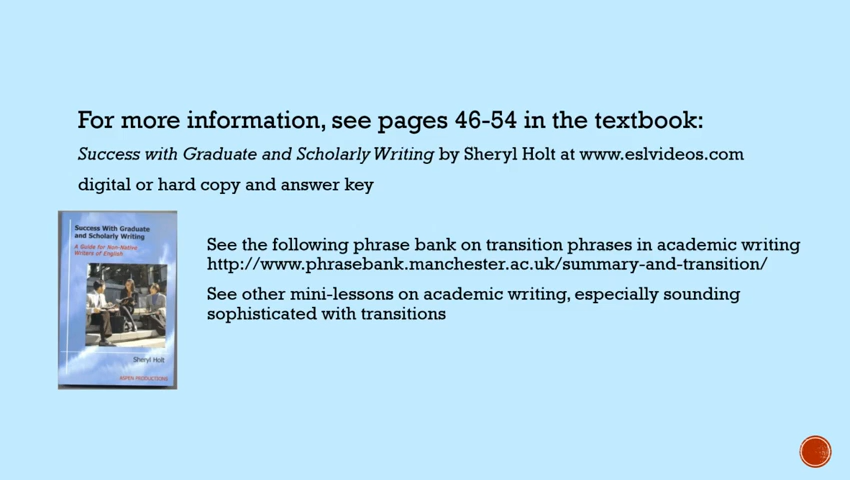 For more information, see pages 46-54 in the textbook:
Success with Graduate and Scholarly Writing by Sheryl Holt at www.eslvideos.com
digital or hard copy and answer key
Success With Graduate
and Scholarly Writing
A Guide for Non-Native
Writers of English
Sheryl Holt
ASPEN PRODUCTIONS
See the following phrase bank on transition phrases in academic writing
http://www.phrasebank.manchester.ac.uk/summary-and-transition/
See other mini-lessons on academic writing, especially sounding
sophisticated with transitions